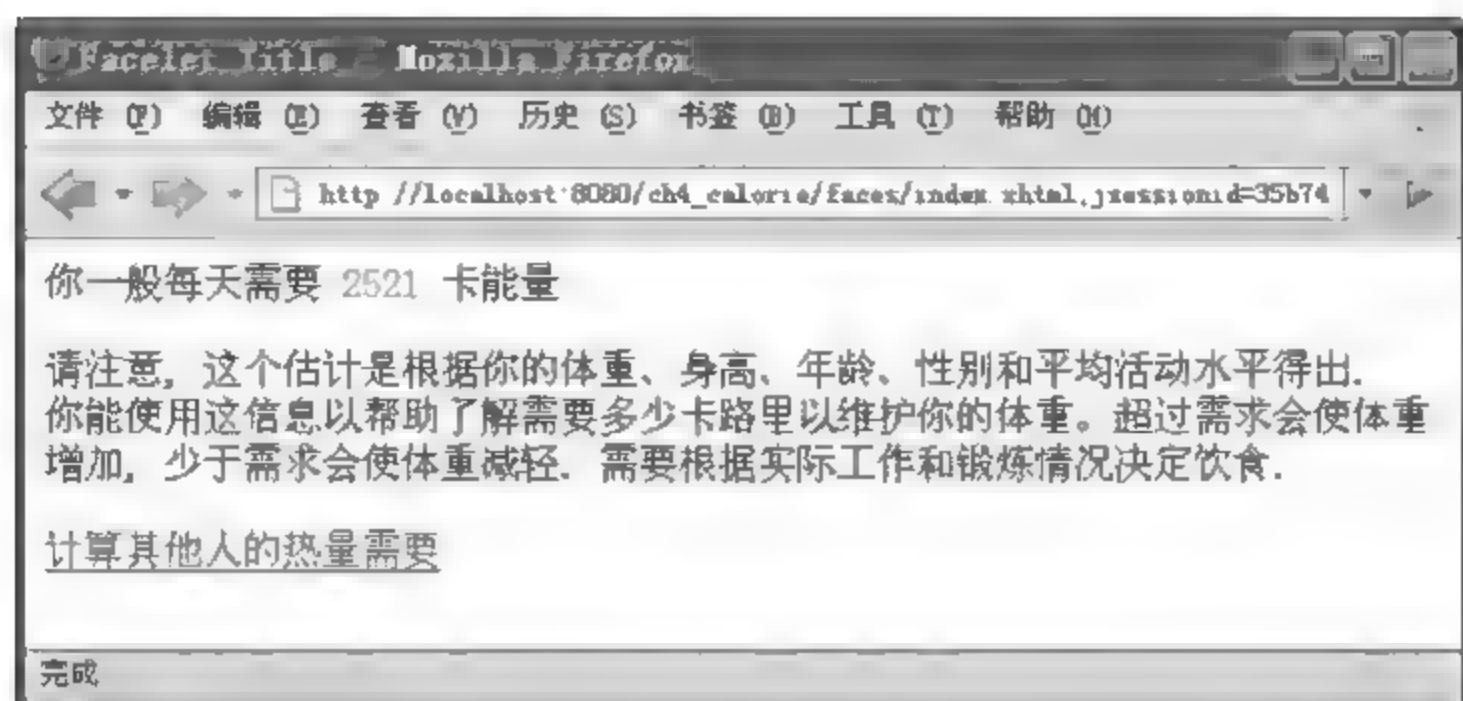 Facelet Title - Mozilla Firefox
文件 (F) 编辑 (E) 查看 (V) 历史 (S) 书签 (B) 工具 (T) 帮助 (H)
http://localhost:8080/ch4_calorie/faces/index.xhtml;jsessionid=35b74
你一般每天需要 2521 卡能量
请注意, 这个估计是根据你的体重、身高、年龄、性别和平均活动水平得出.
你能使用这信息以帮助了解需要多少卡路里以维护你的体重。超过需求会使体重
增加, 少于需求会使体重减轻. 需要根据实际工作和锻炼情况决定饮食.
计算其他人的热量需要
完成